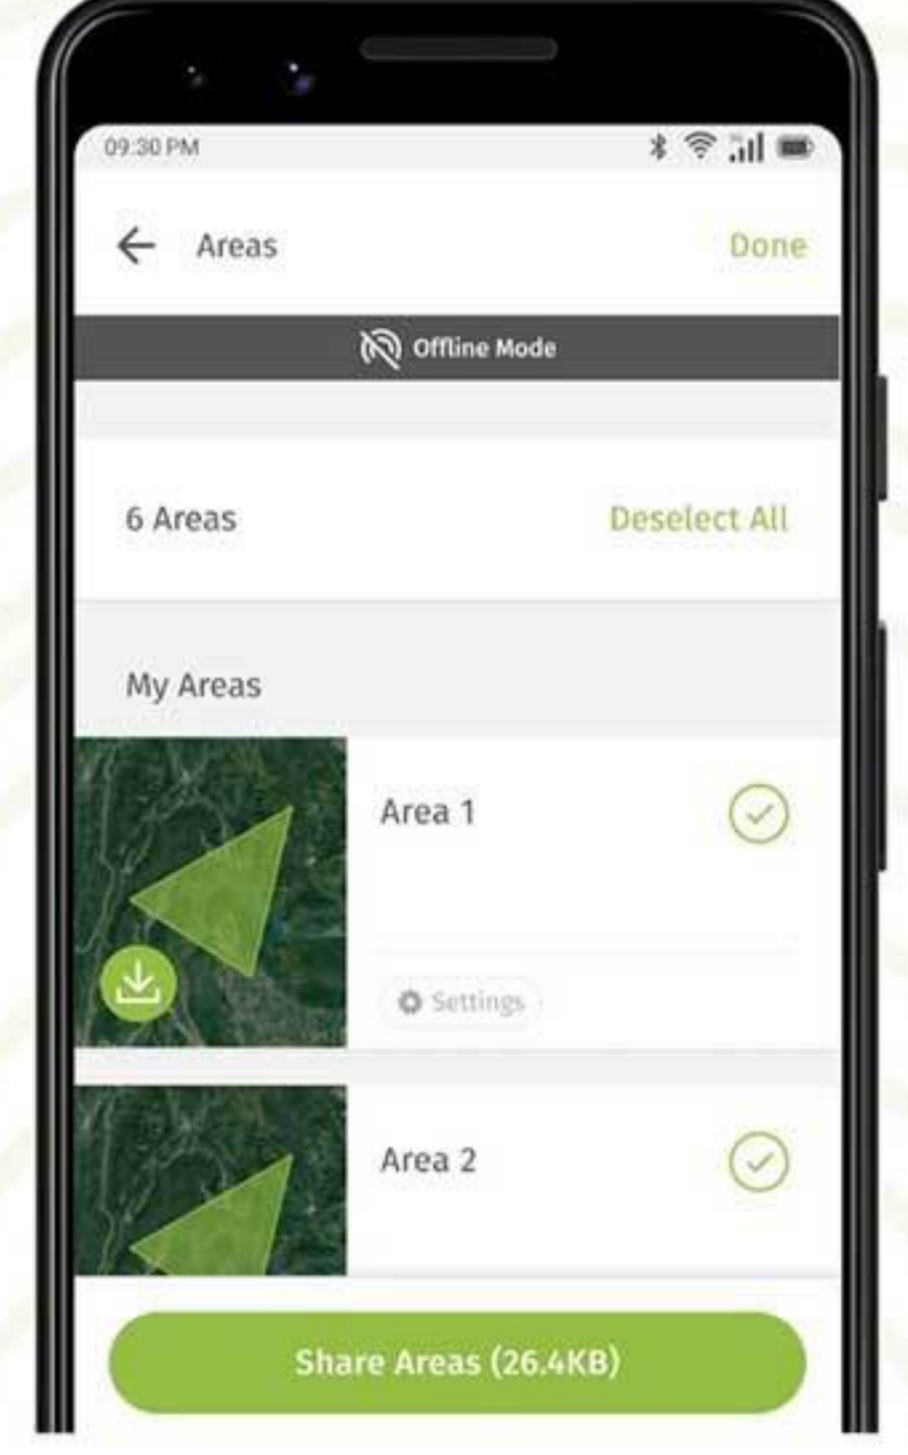 09:30 PM
Areas
Done
Offline Mode
6 Areas
Deselect All
My Areas
Area 1
Settings
Area 2
Share Areas (26.4KB)